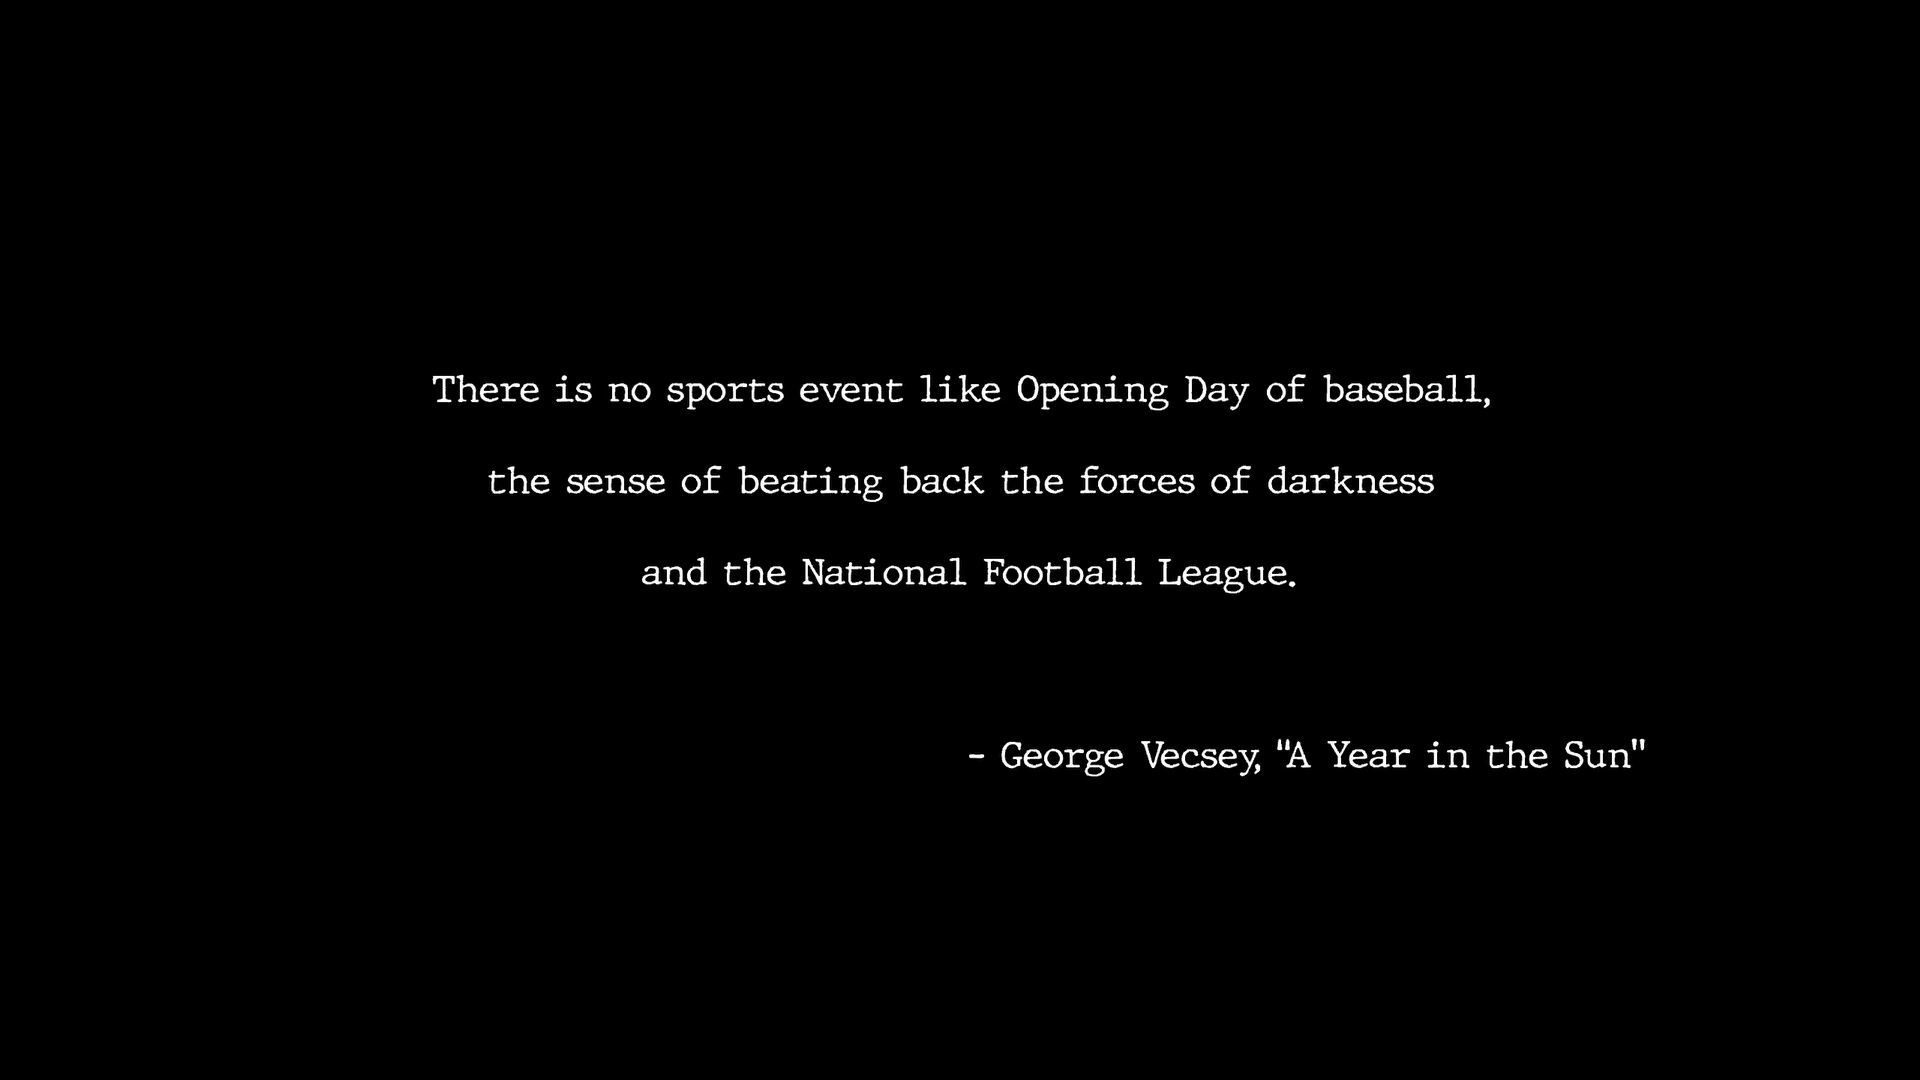 There is no sports event like Opening Day of baseball,
the sense of beating back the forces of darkness
and the National Football League.
- George Vecsey, "A Year in the Sun"